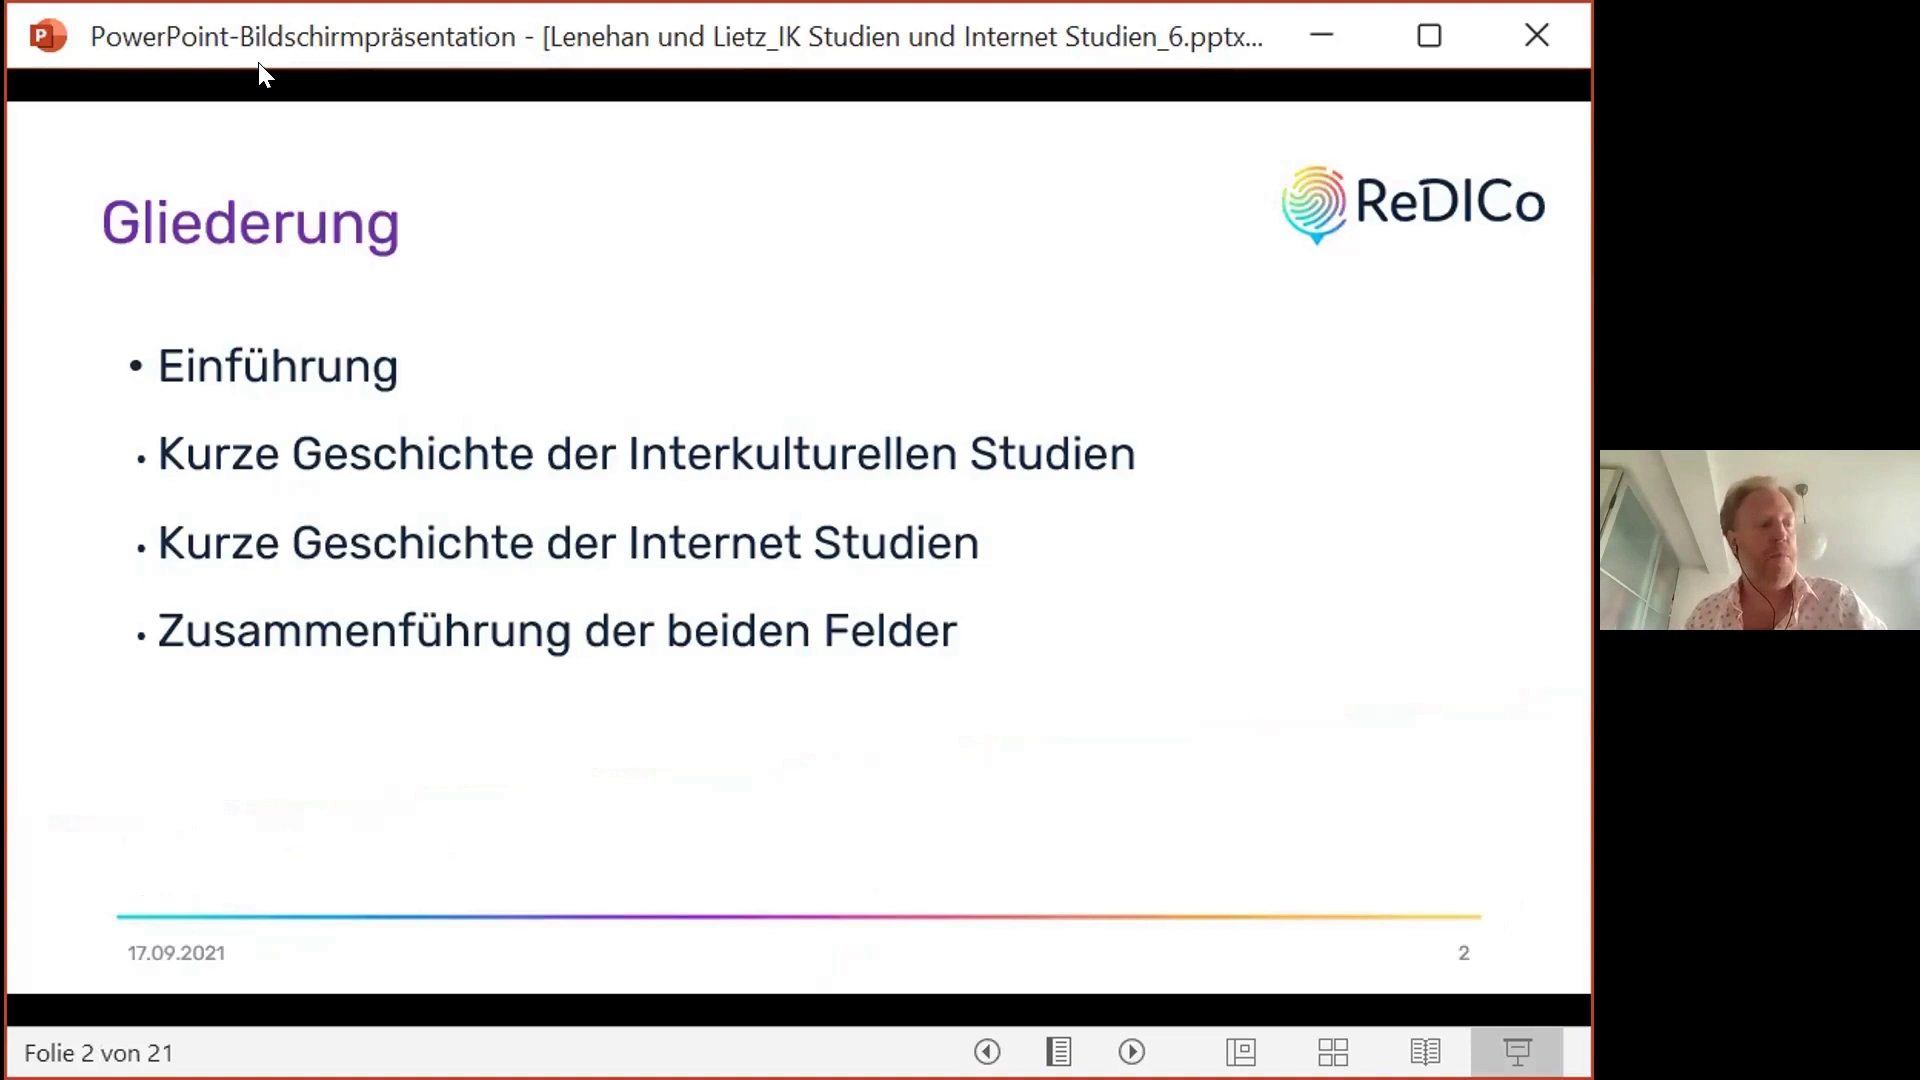 PowerPoint-Bildschirmpräsentation - [Lenehan und Lietz_IK Studien und Internet Studien_6.pptx...
ReDICo
Gliederung
• Einführung
• Kurze Geschichte der Interkulturellen Studien
• Kurze Geschichte der Internet Studien
• Zusammenführung der beiden Felder
17.09.2021
2
Folie 2 von 21